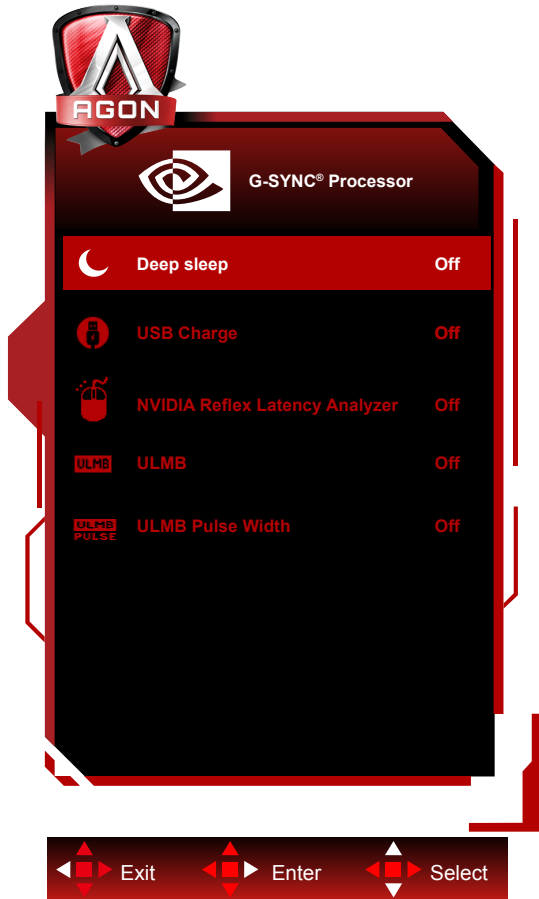 AGON
G-SYNC® Processor
Deep sleep Off
USB Charge Off
NVIDIA Reflex Latency Analyzer Off
ULMB ULMB Off
ULMB PULSE ULMB Pulse Width Off
Exit Enter Select